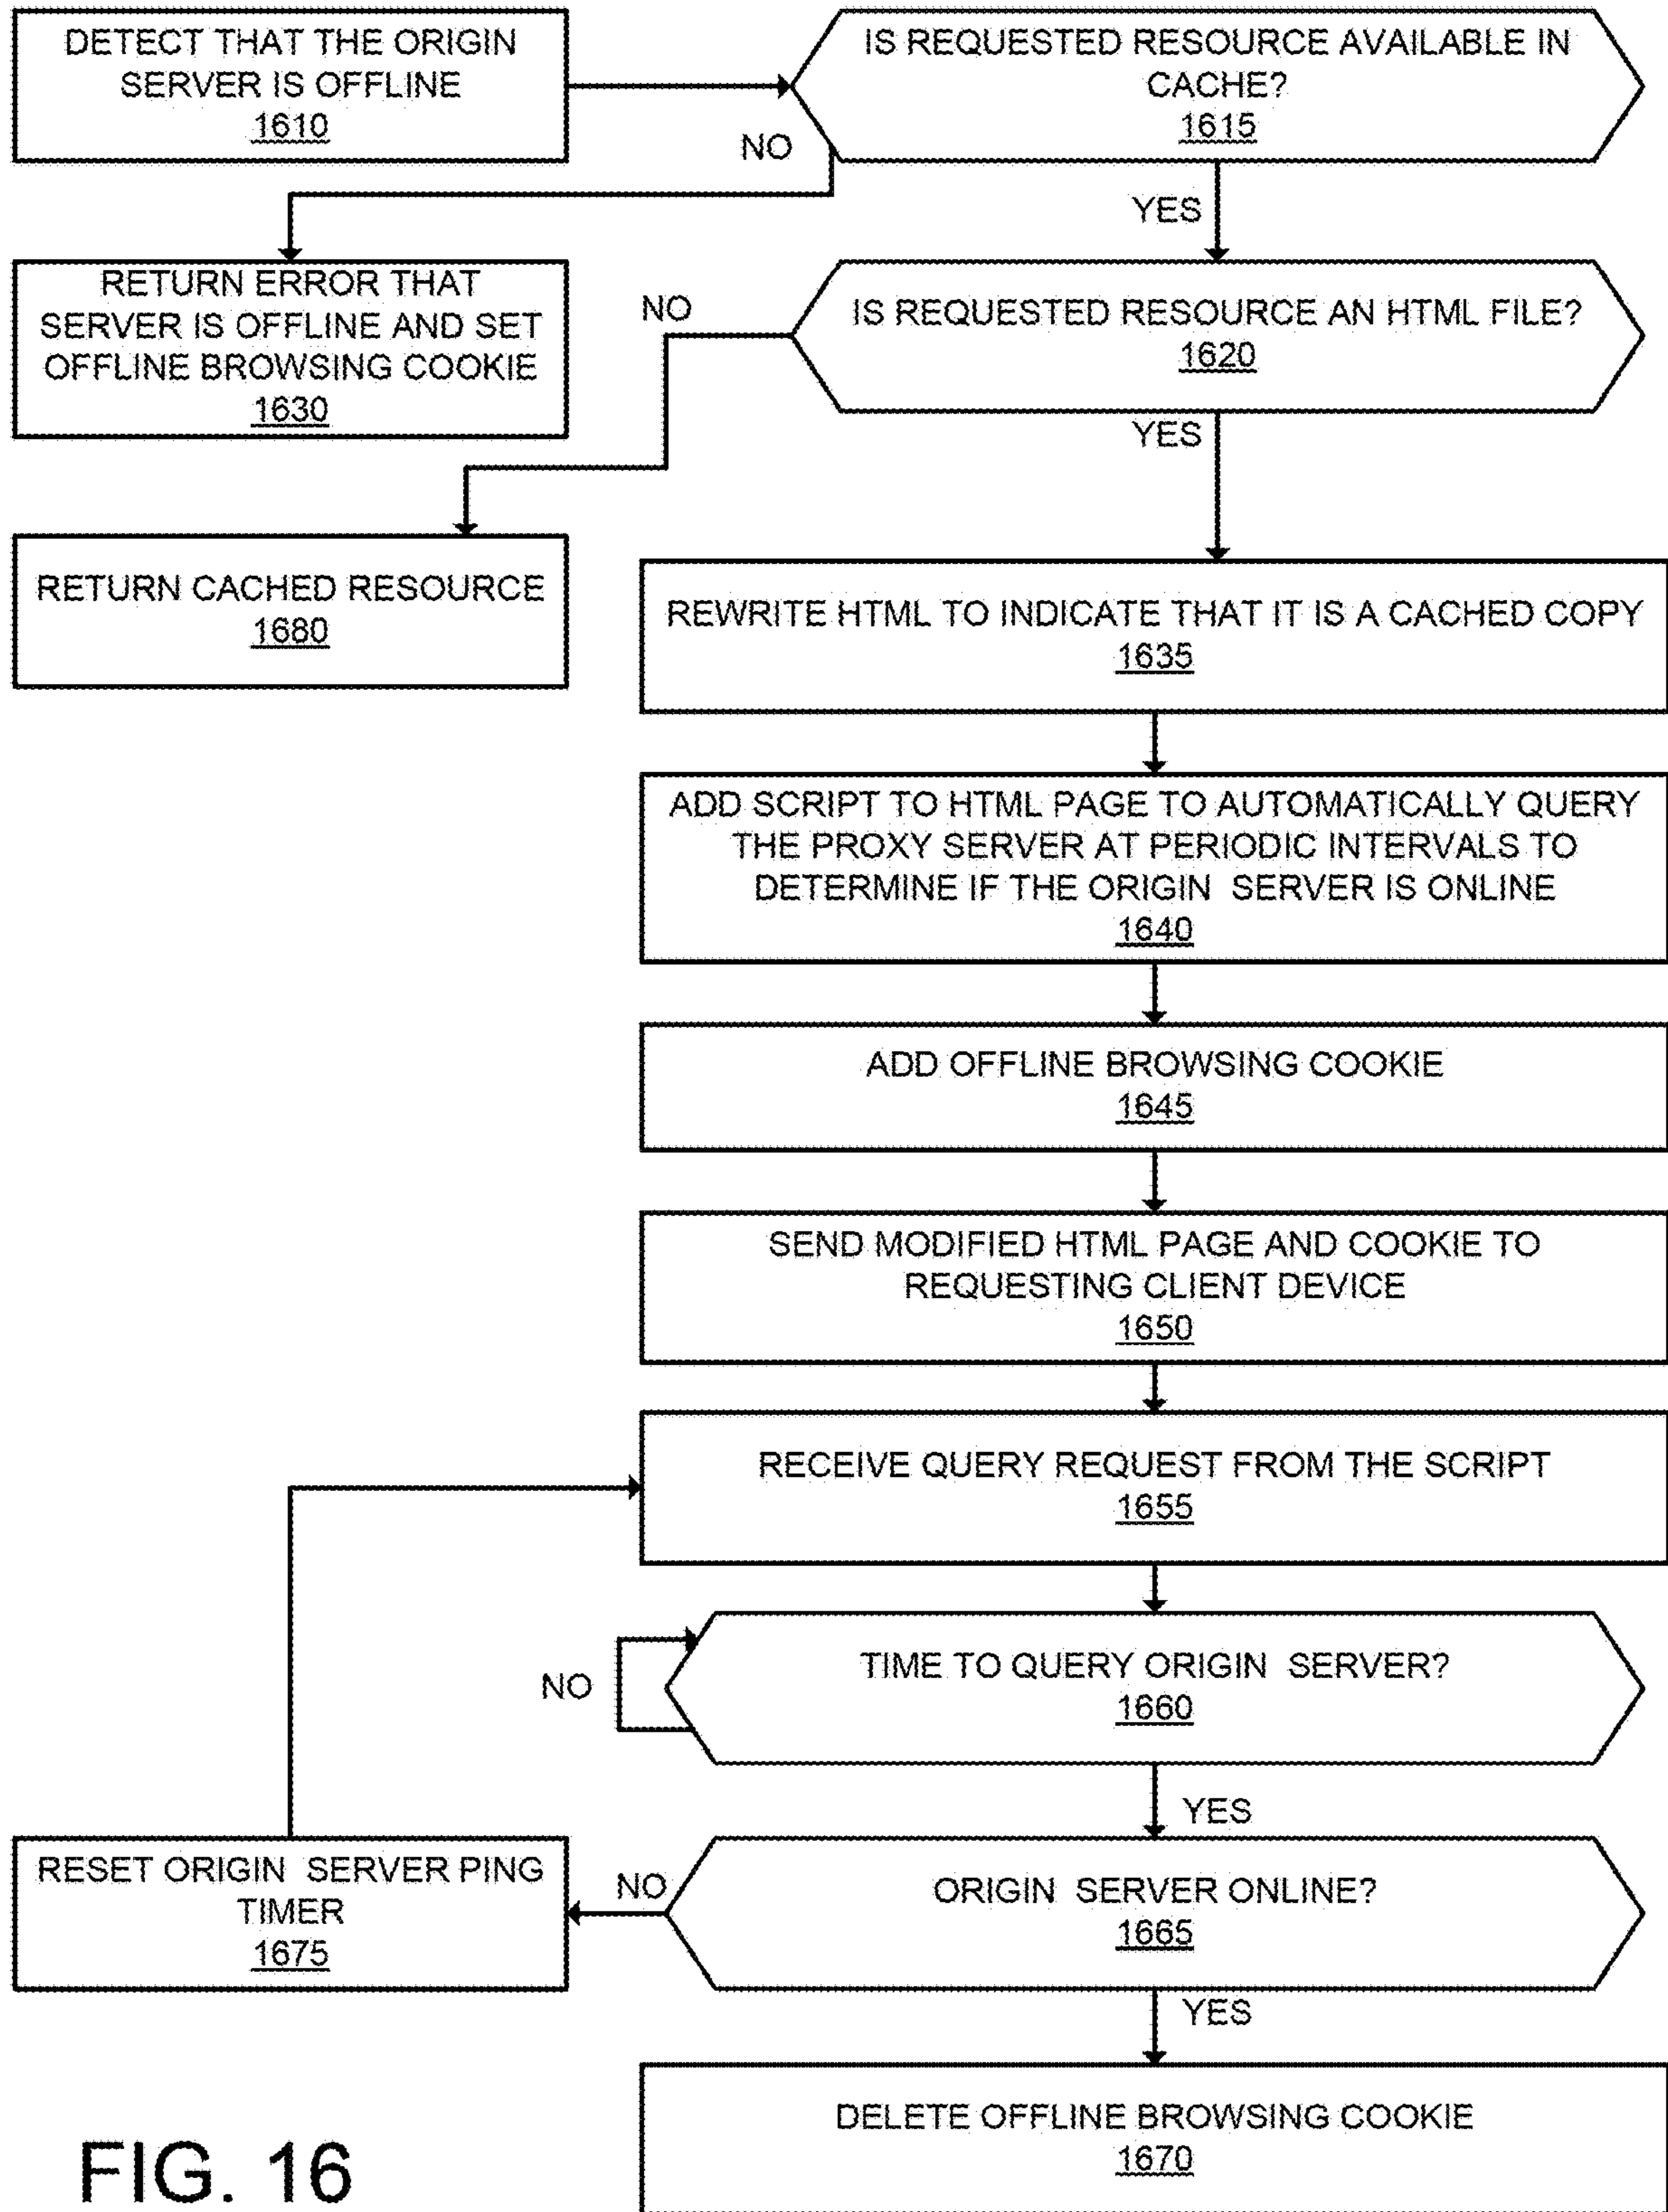 DETECT THAT THE ORIGIN
SERVER IS OFFLINE
1610
IS REQUESTED RESOURCE AVAILABLE IN
CACHE?
1615
NO
YES
RETURN ERROR THAT
SERVER IS OFFLINE AND SET
OFFLINE BROWSING COOKIE
1630
NO
IS REQUESTED RESOURCE AN HTML FILE?
1620
YES
RETURN CACHED RESOURCE
1680
REWRITE HTML TO INDICATE THAT IT IS A CACHED COPY
1635
ADD SCRIPT TO HTML PAGE TO AUTOMATICALLY QUERY
THE PROXY SERVER AT PERIODIC INTERVALS TO
DETERMINE IF THE ORIGIN SERVER IS ONLINE
1640
ADD OFFLINE BROWSING COOKIE
1645
SEND MODIFIED HTML PAGE AND COOKIE TO
REQUESTING CLIENT DEVICE
1650
RECEIVE QUERY REQUEST FROM THE SCRIPT
1655
NO
TIME TO QUERY ORIGIN SERVER?
1660
YES
RESET ORIGIN SERVER PING
TIMER
1675
NO
ORIGIN SERVER ONLINE?
1665
YES
DELETE OFFLINE BROWSING COOKIE
1670
FIG. 16